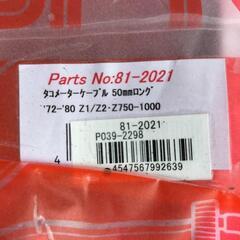 Parts No:81-2021
ﾀｺﾒｰﾀｰｹｰﾌﾞﾙ 50mmﾛﾝｸﾞ
'72-'80 Z1/Z2･Z750-1000
81-2021
P039-2298
4547567992639
4